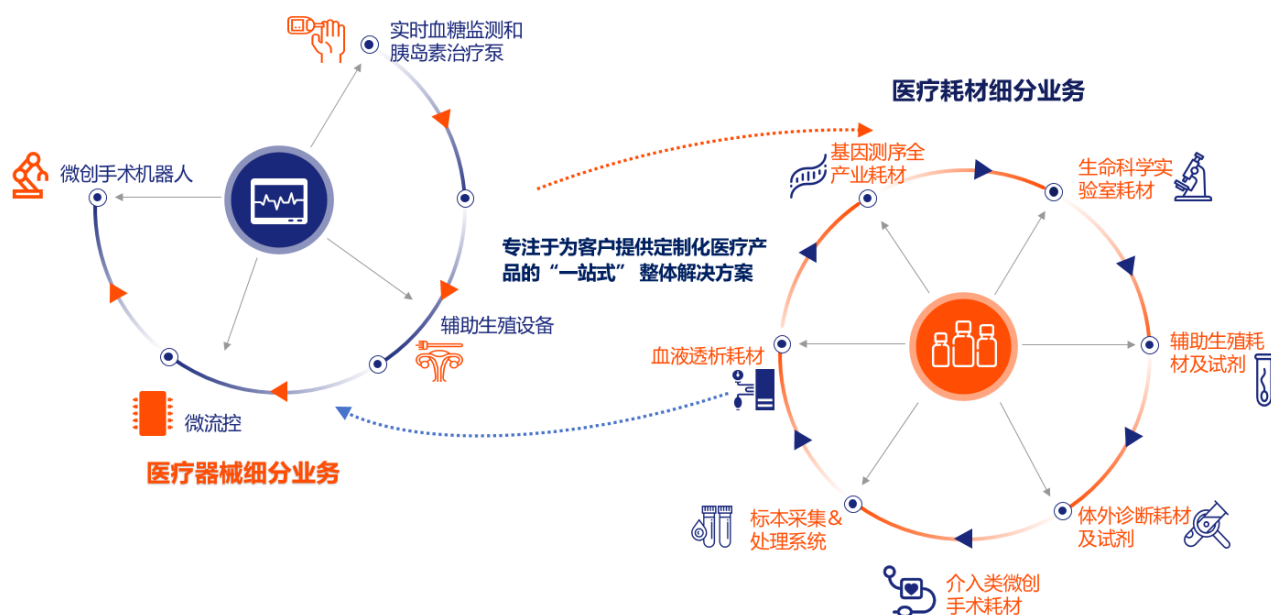 实时血糖监测和
胰岛素治疗泵
微创手术机器人
辅助生殖设备
微流控
医疗器械细分业务
专注于为客户提供定制化医疗产
品的“一站式” 整体解决方案
医疗耗材细分业务
基因测序全
产业耗材
生命科学实
验室耗材
辅助生殖耗
材及试剂
体外诊断耗材
及试剂
介入类微创
手术耗材
标本采集&
处理系统
血液透析耗材